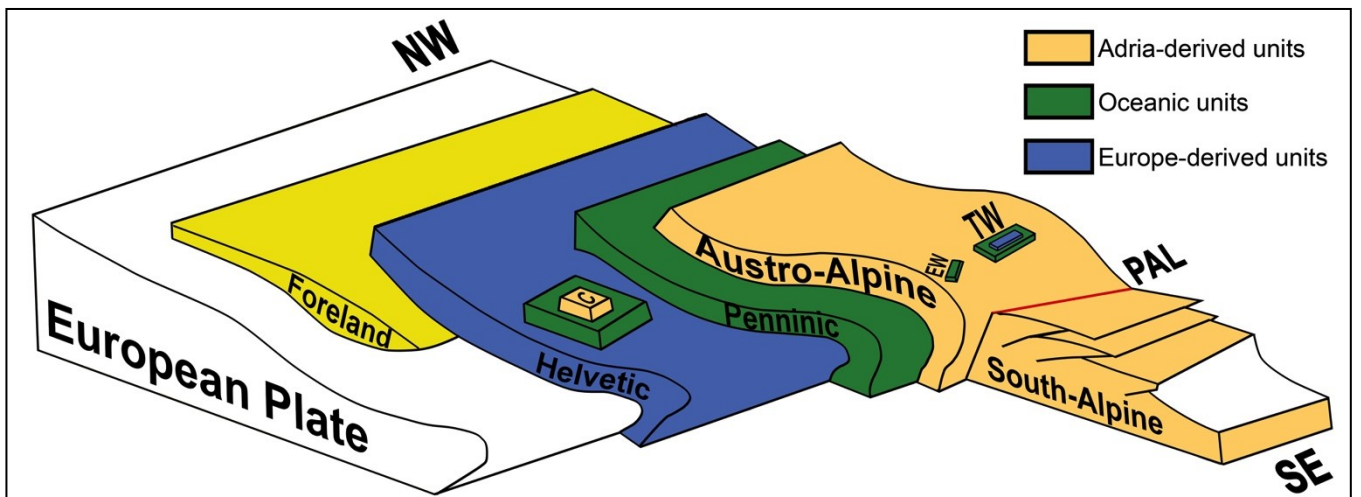 NW
Adria-derived units
Oceanic units
Europe-derived units
TW
EW
PAL
Austro-Alpine
Foreland
C
Penninic
European Plate
Helvetic
South-Alpine
SE